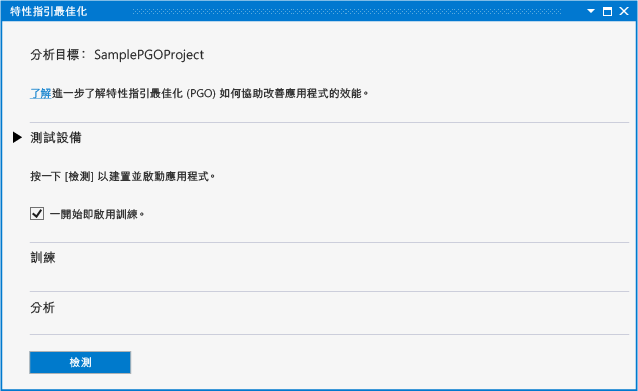 特性指引最佳化
分析目標： SamplePGOProject
了解進一步了解特性指引最佳化 (PGO) 如何協助改善應用程式的效能。
測試設備
按一下 [檢測] 以建置並啟動應用程式。
一開始即啟用訓練。
訓練
分析
檢測